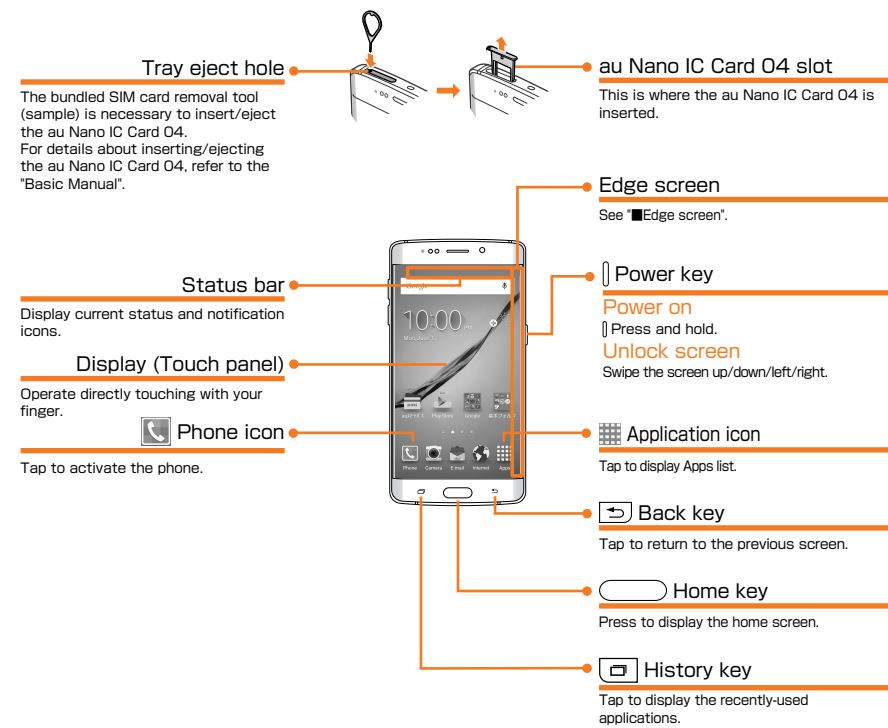 Tray eject hole
The bundled SIM card removal tool
(sample) is necessary to insert/eject
the au Nano IC Card 04.
For details about inserting/ejecting
the au Nano IC Card 04, refer to the
"Basic Manual".
au Nano IC Card 04 slot
This is where the au Nano IC Card 04 is
inserted.
Edge screen
See "■Edge screen".
Status bar
Display current status and notification
icons.
Display (Touch panel)
Operate directly touching with your
finger.
Phone icon
Tap to activate the phone.
Google
10:00
Mon, June 1
Play Store
Google
Phone
Camera
E-mail
Internet
Apps
Power key
Power on
Press and hold.
Unlock screen
Swipe the screen up/down/left/right.
Application icon
Tap to display Apps list.
Back key
Tap to return to the previous screen.
Home key
Press to display the home screen.
History key
Tap to display the recently-used
applications.